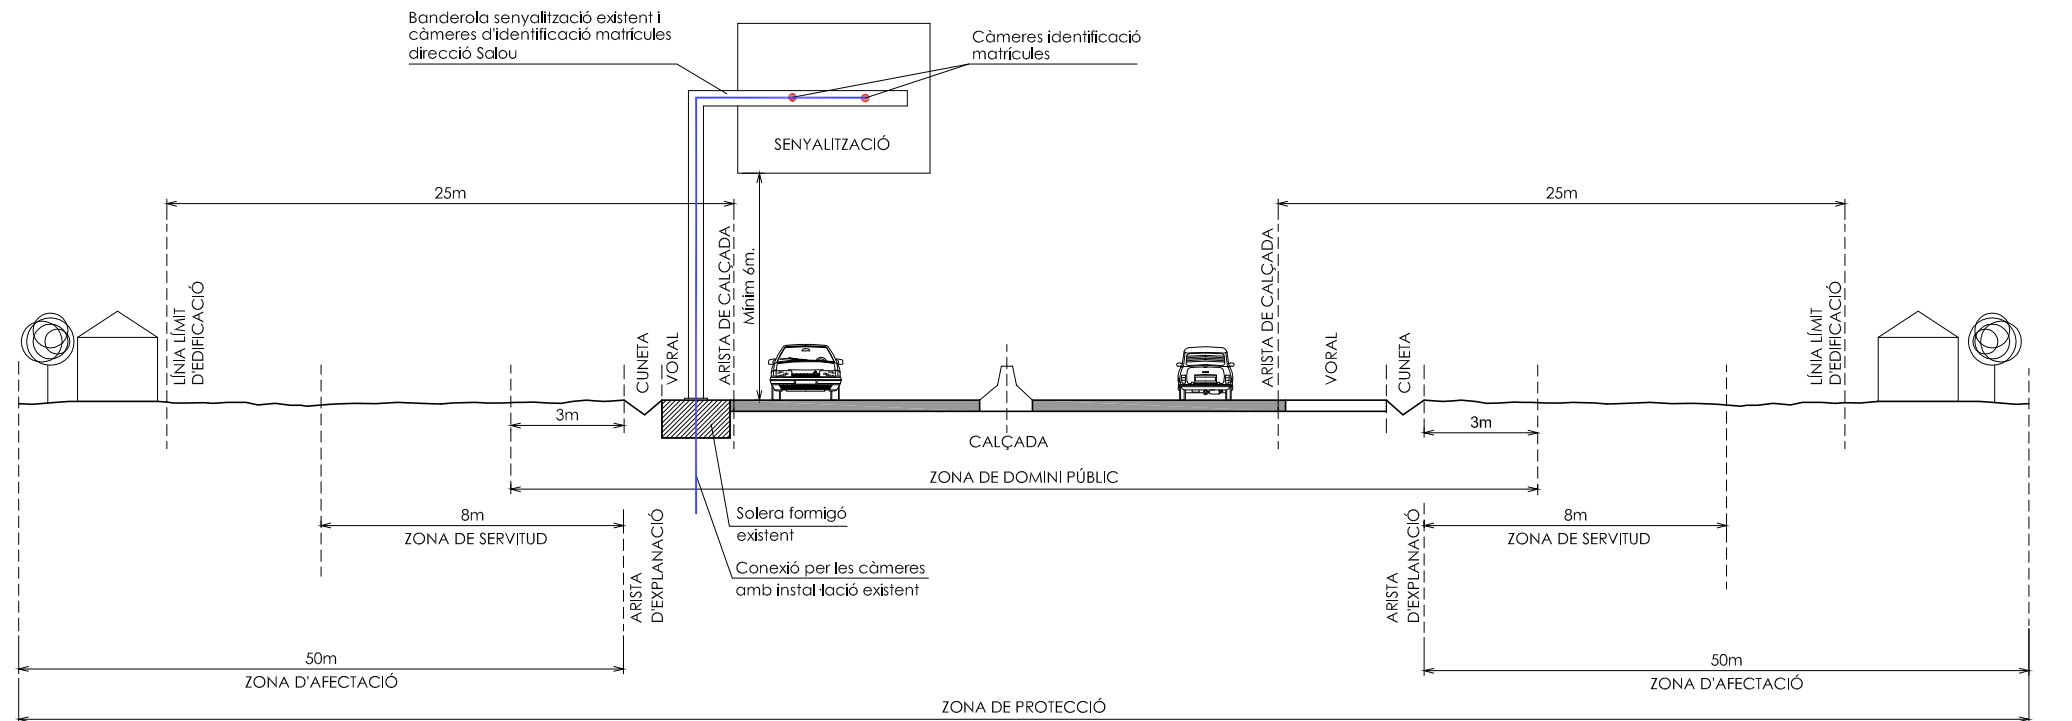 Banderola senyalització existent i
càmeres d'identificació matrícules
direcció Salou
Càmeres identificació
matrícules
SENYALITZACIÓ
25m
25m
LÍNIA LÍMIT
D'EDIFICACIÓ
CUNETA
VORAL
ARISTA DE CALÇADA
Mínim 6m.
ARISTA DE CALÇADA
VORAL
CUNETA
LÍNIA LÍMIT
D'EDIFICACIÓ
3m
CALÇADA
3m
ZONA DE DOMINI PÚBLIC
8m
ZONA DE SERVITUD
ARISTA
D'EXPLANACIÓ
Solera formigó
existent
Conexió per les càmeres
amb instal·lació existent
ARISTA
D'EXPLANACIÓ
8m
ZONA DE SERVITUD
50m
ZONA D'AFECTACIÓ
50m
ZONA D'AFECTACIÓ
ZONA DE PROTECCIÓ